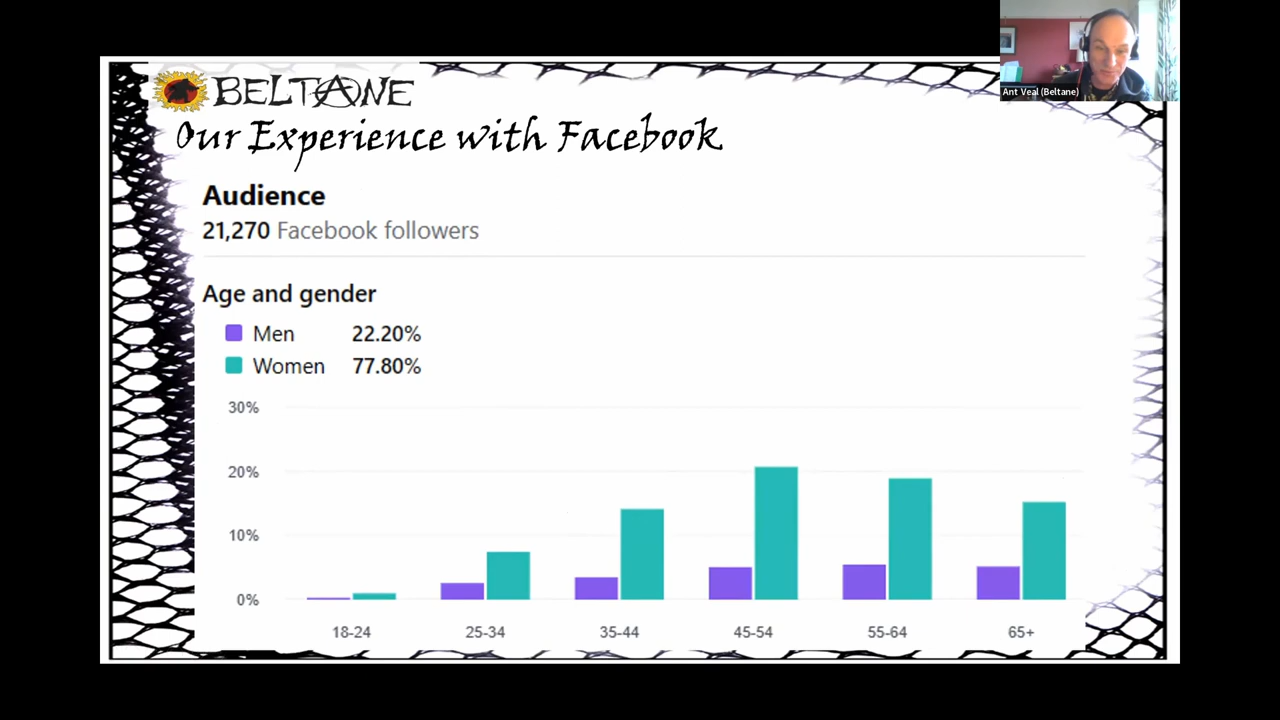 BELTANE
Our Experience with Facebook
Ant Veal (Beltane)
Audience
21,270 Facebook followers
Age and gender
Men 22.20%
Women 77.80%
30%
20%
10%
0%
18-24 25-34 35-44 45-54 55-64 65+